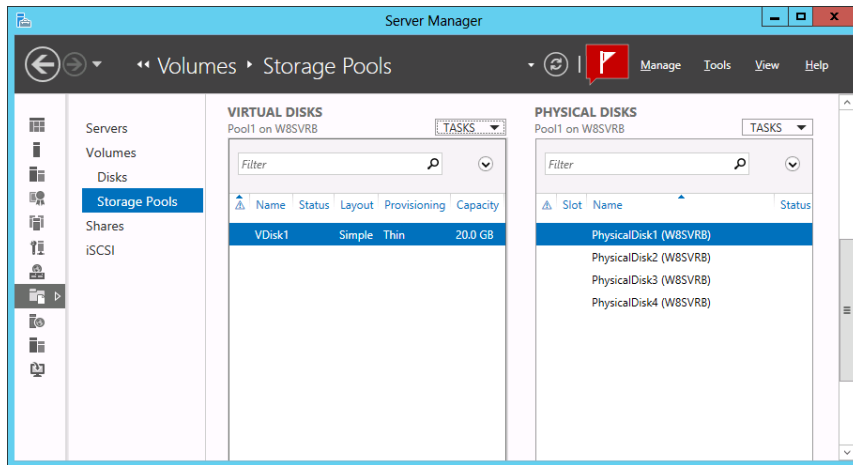 Server Manager
Volumes Storage Pools
Manage Tools View Help
Servers
Volumes
Disks
Storage Pools
Shares
iSCSI
VIRTUAL DISKS
Pool1 on W8SVRB
TASKS
Filter
Name Status Layout Provisioning Capacity
VDisk1 Simple Thin 20.0 GB
PHYSICAL DISKS
Pool1 on W8SVRB
TASKS
Filter
Slot Name Status
PhysicalDisk1 (W8SVRB)
PhysicalDisk2 (W8SVRB)
PhysicalDisk3 (W8SVRB)
PhysicalDisk4 (W8SVRB)